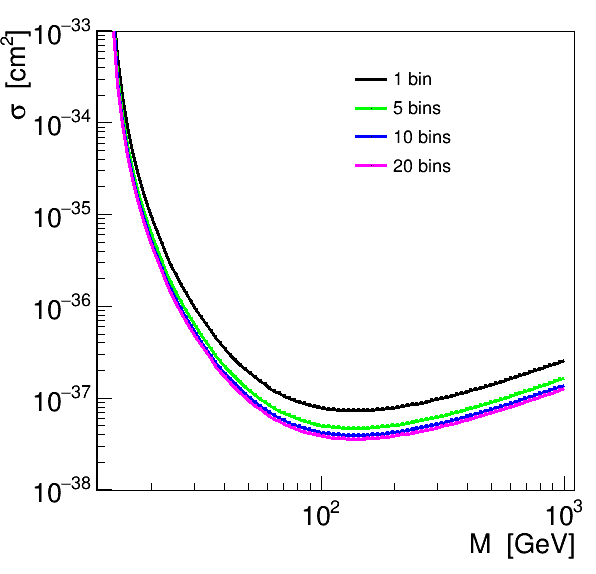 σ [cm²]
10⁻³³
10⁻³⁴
10⁻³⁵
10⁻³⁶
10⁻³⁷
10⁻³⁸
1 bin
5 bins
10 bins
20 bins
10² 10³
M [GeV]